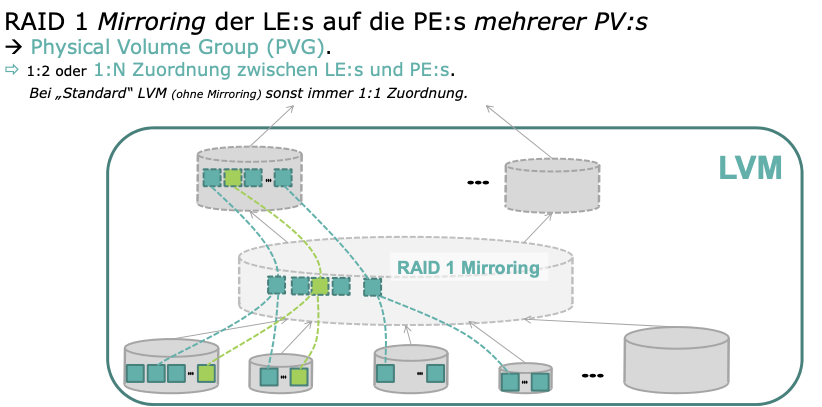 RAID 1 Mirroring der LE:s auf die PE:s mehrerer PV:s
→ Physical Volume Group (PVG).
⇨ 1:2 oder 1:N Zuordnung zwischen LE:s und PE:s.
Bei „Standard“ LVM (ohne Mirroring) sonst immer 1:1 Zuordnung.
LVM
...
...
RAID 1 Mirroring
...
...
...
...
...